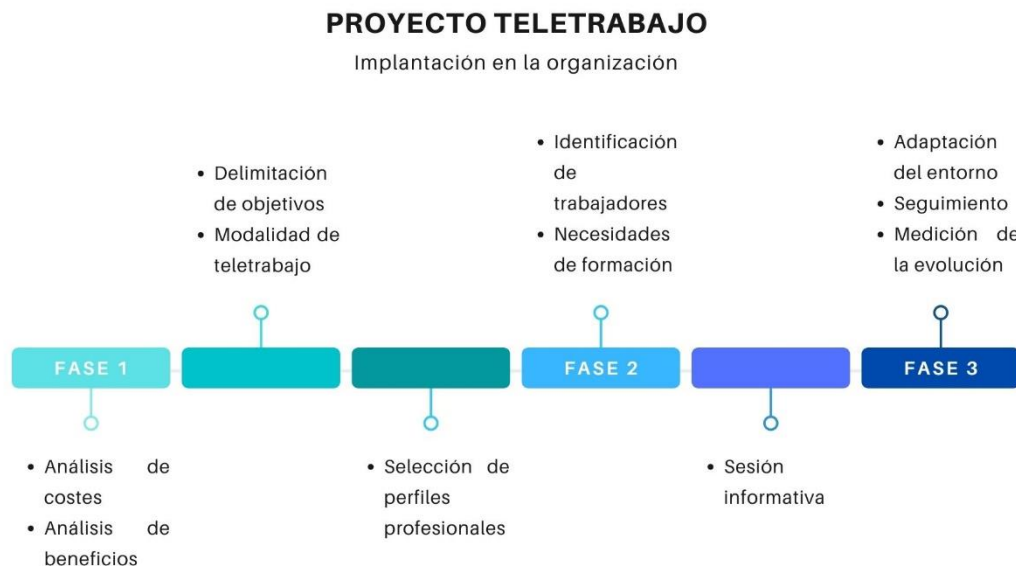 PROYECTO TELETRABAJO
Implantación en la organización
• Delimitación
de objetivos
• Modalidad de
teletrabajo
• Identificación
de
trabajadores
• Necesidades
de formación
• Adaptación
del entorno
• Seguimiento
• Medición de
la evolución
FASE 1
FASE 2
FASE 3
• Análisis de
costes
• Análisis de
beneficios
• Selección de
perfiles
profesionales
• Sesión
informativa